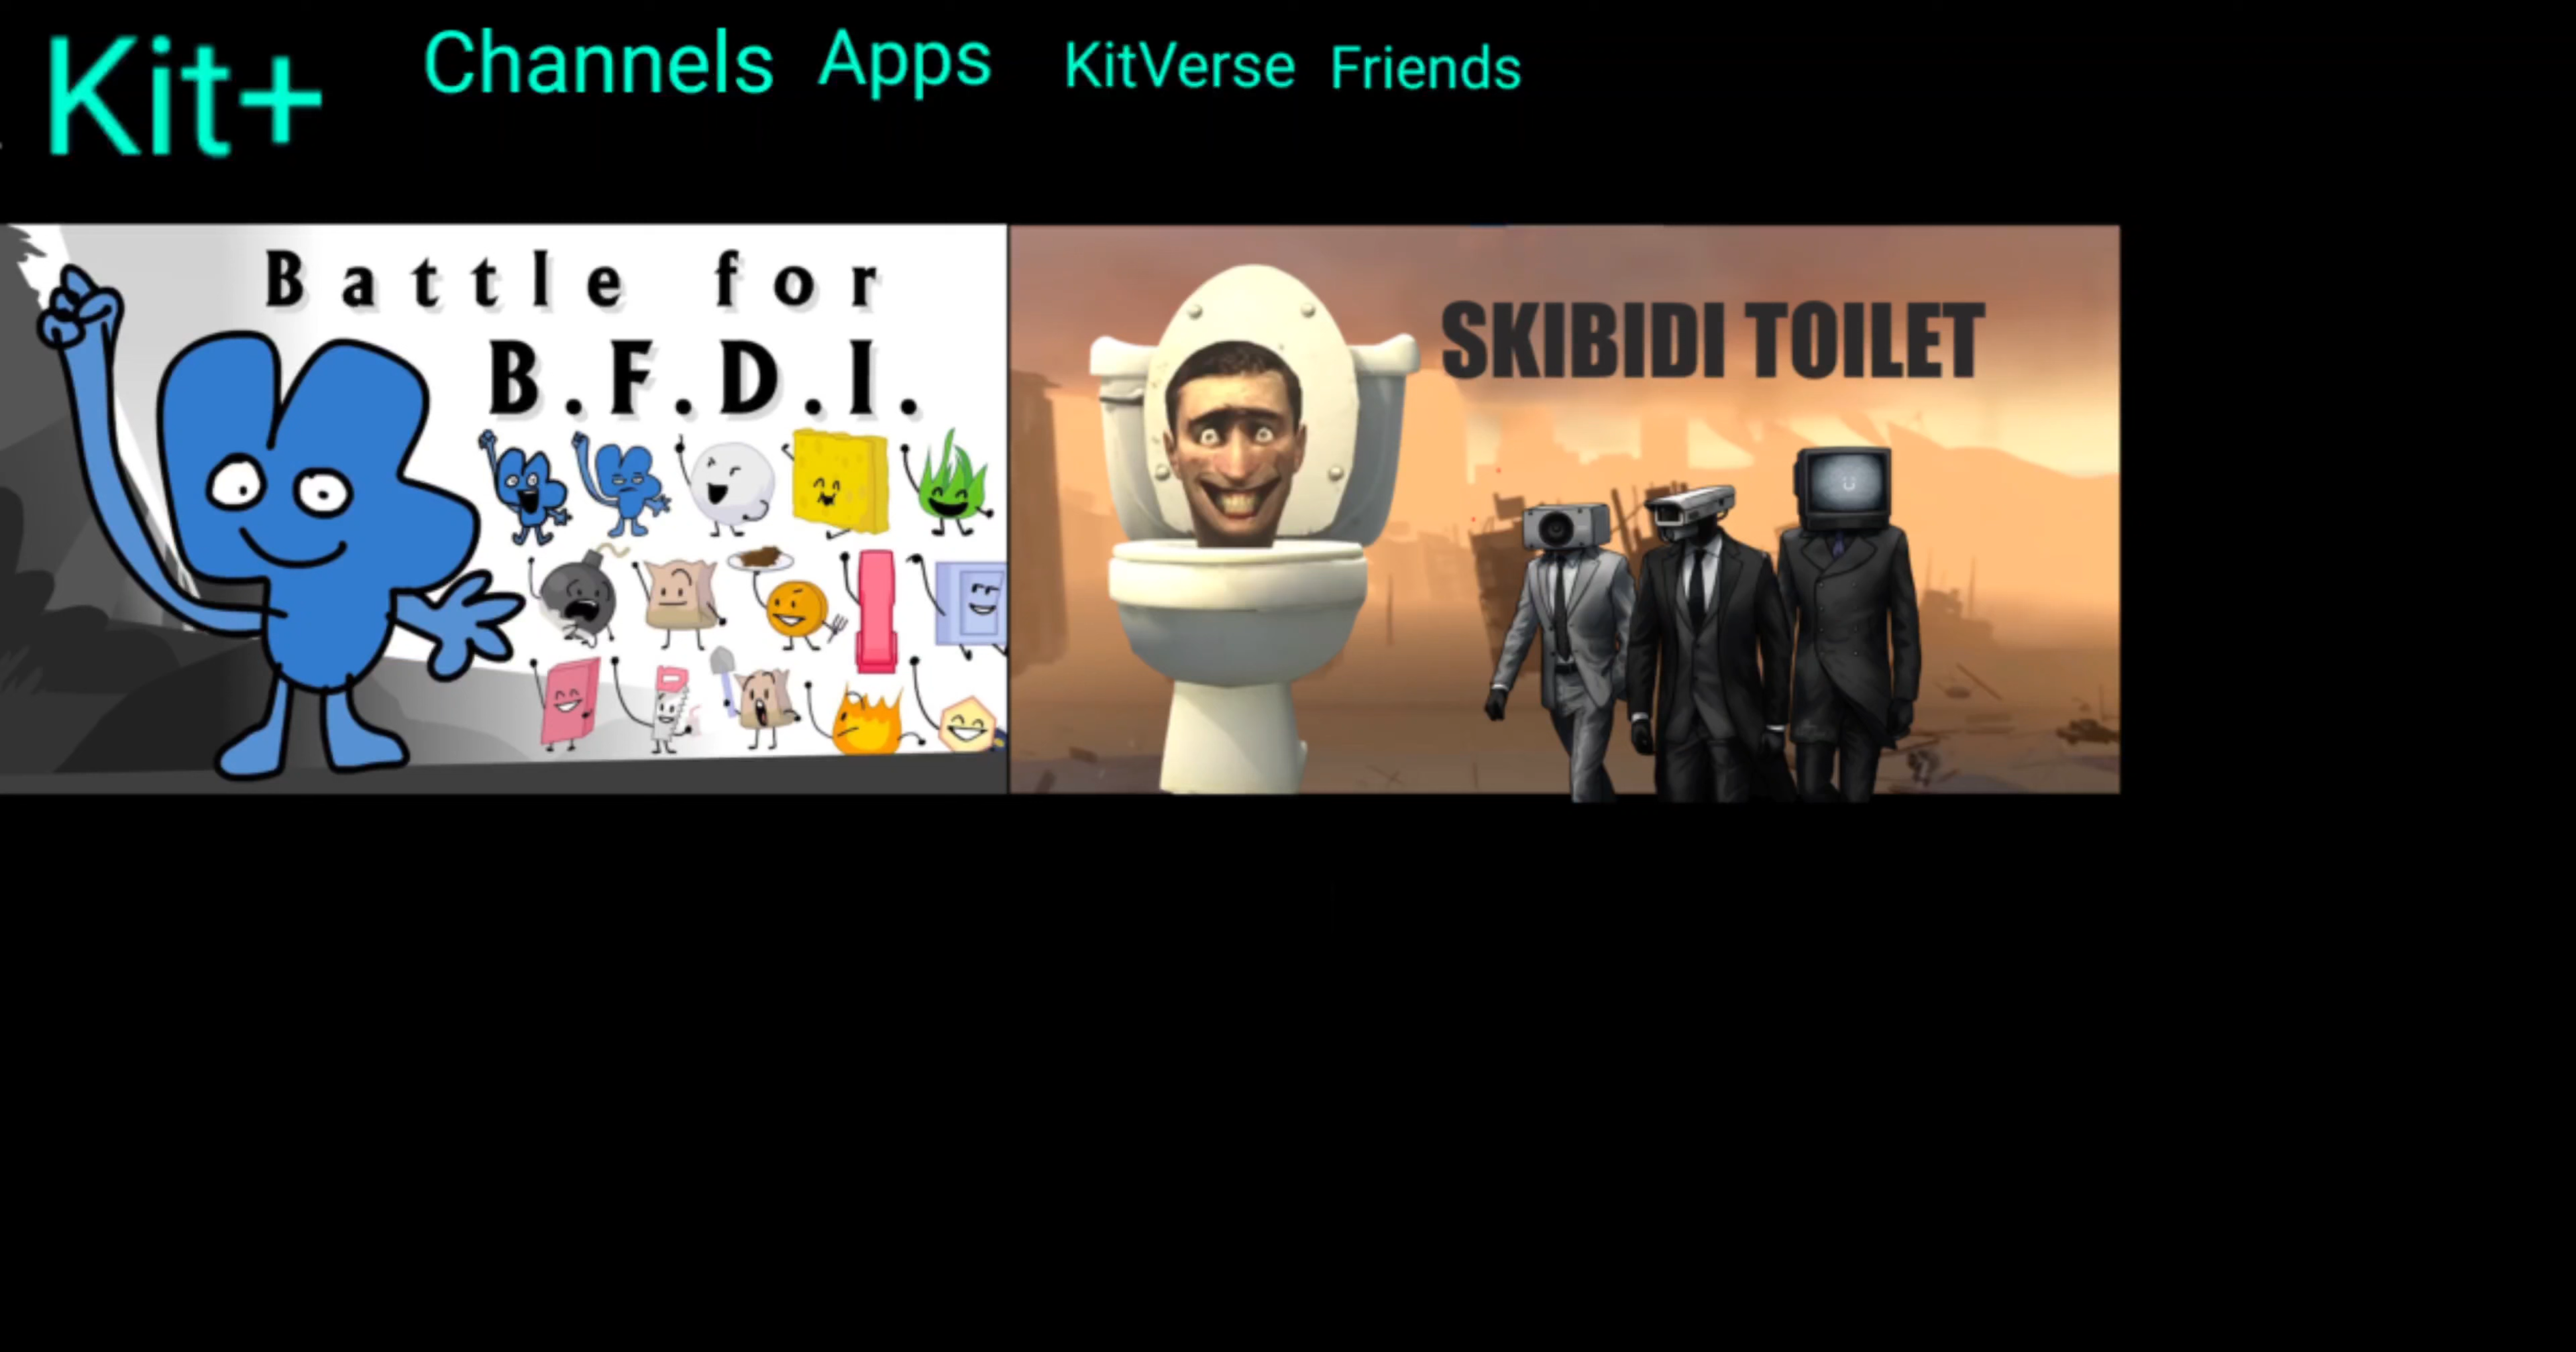 Kit+
Channels
Apps
KitVerse
Friends
Battle for
B.F.D.I.
SKIBIDI TOILET